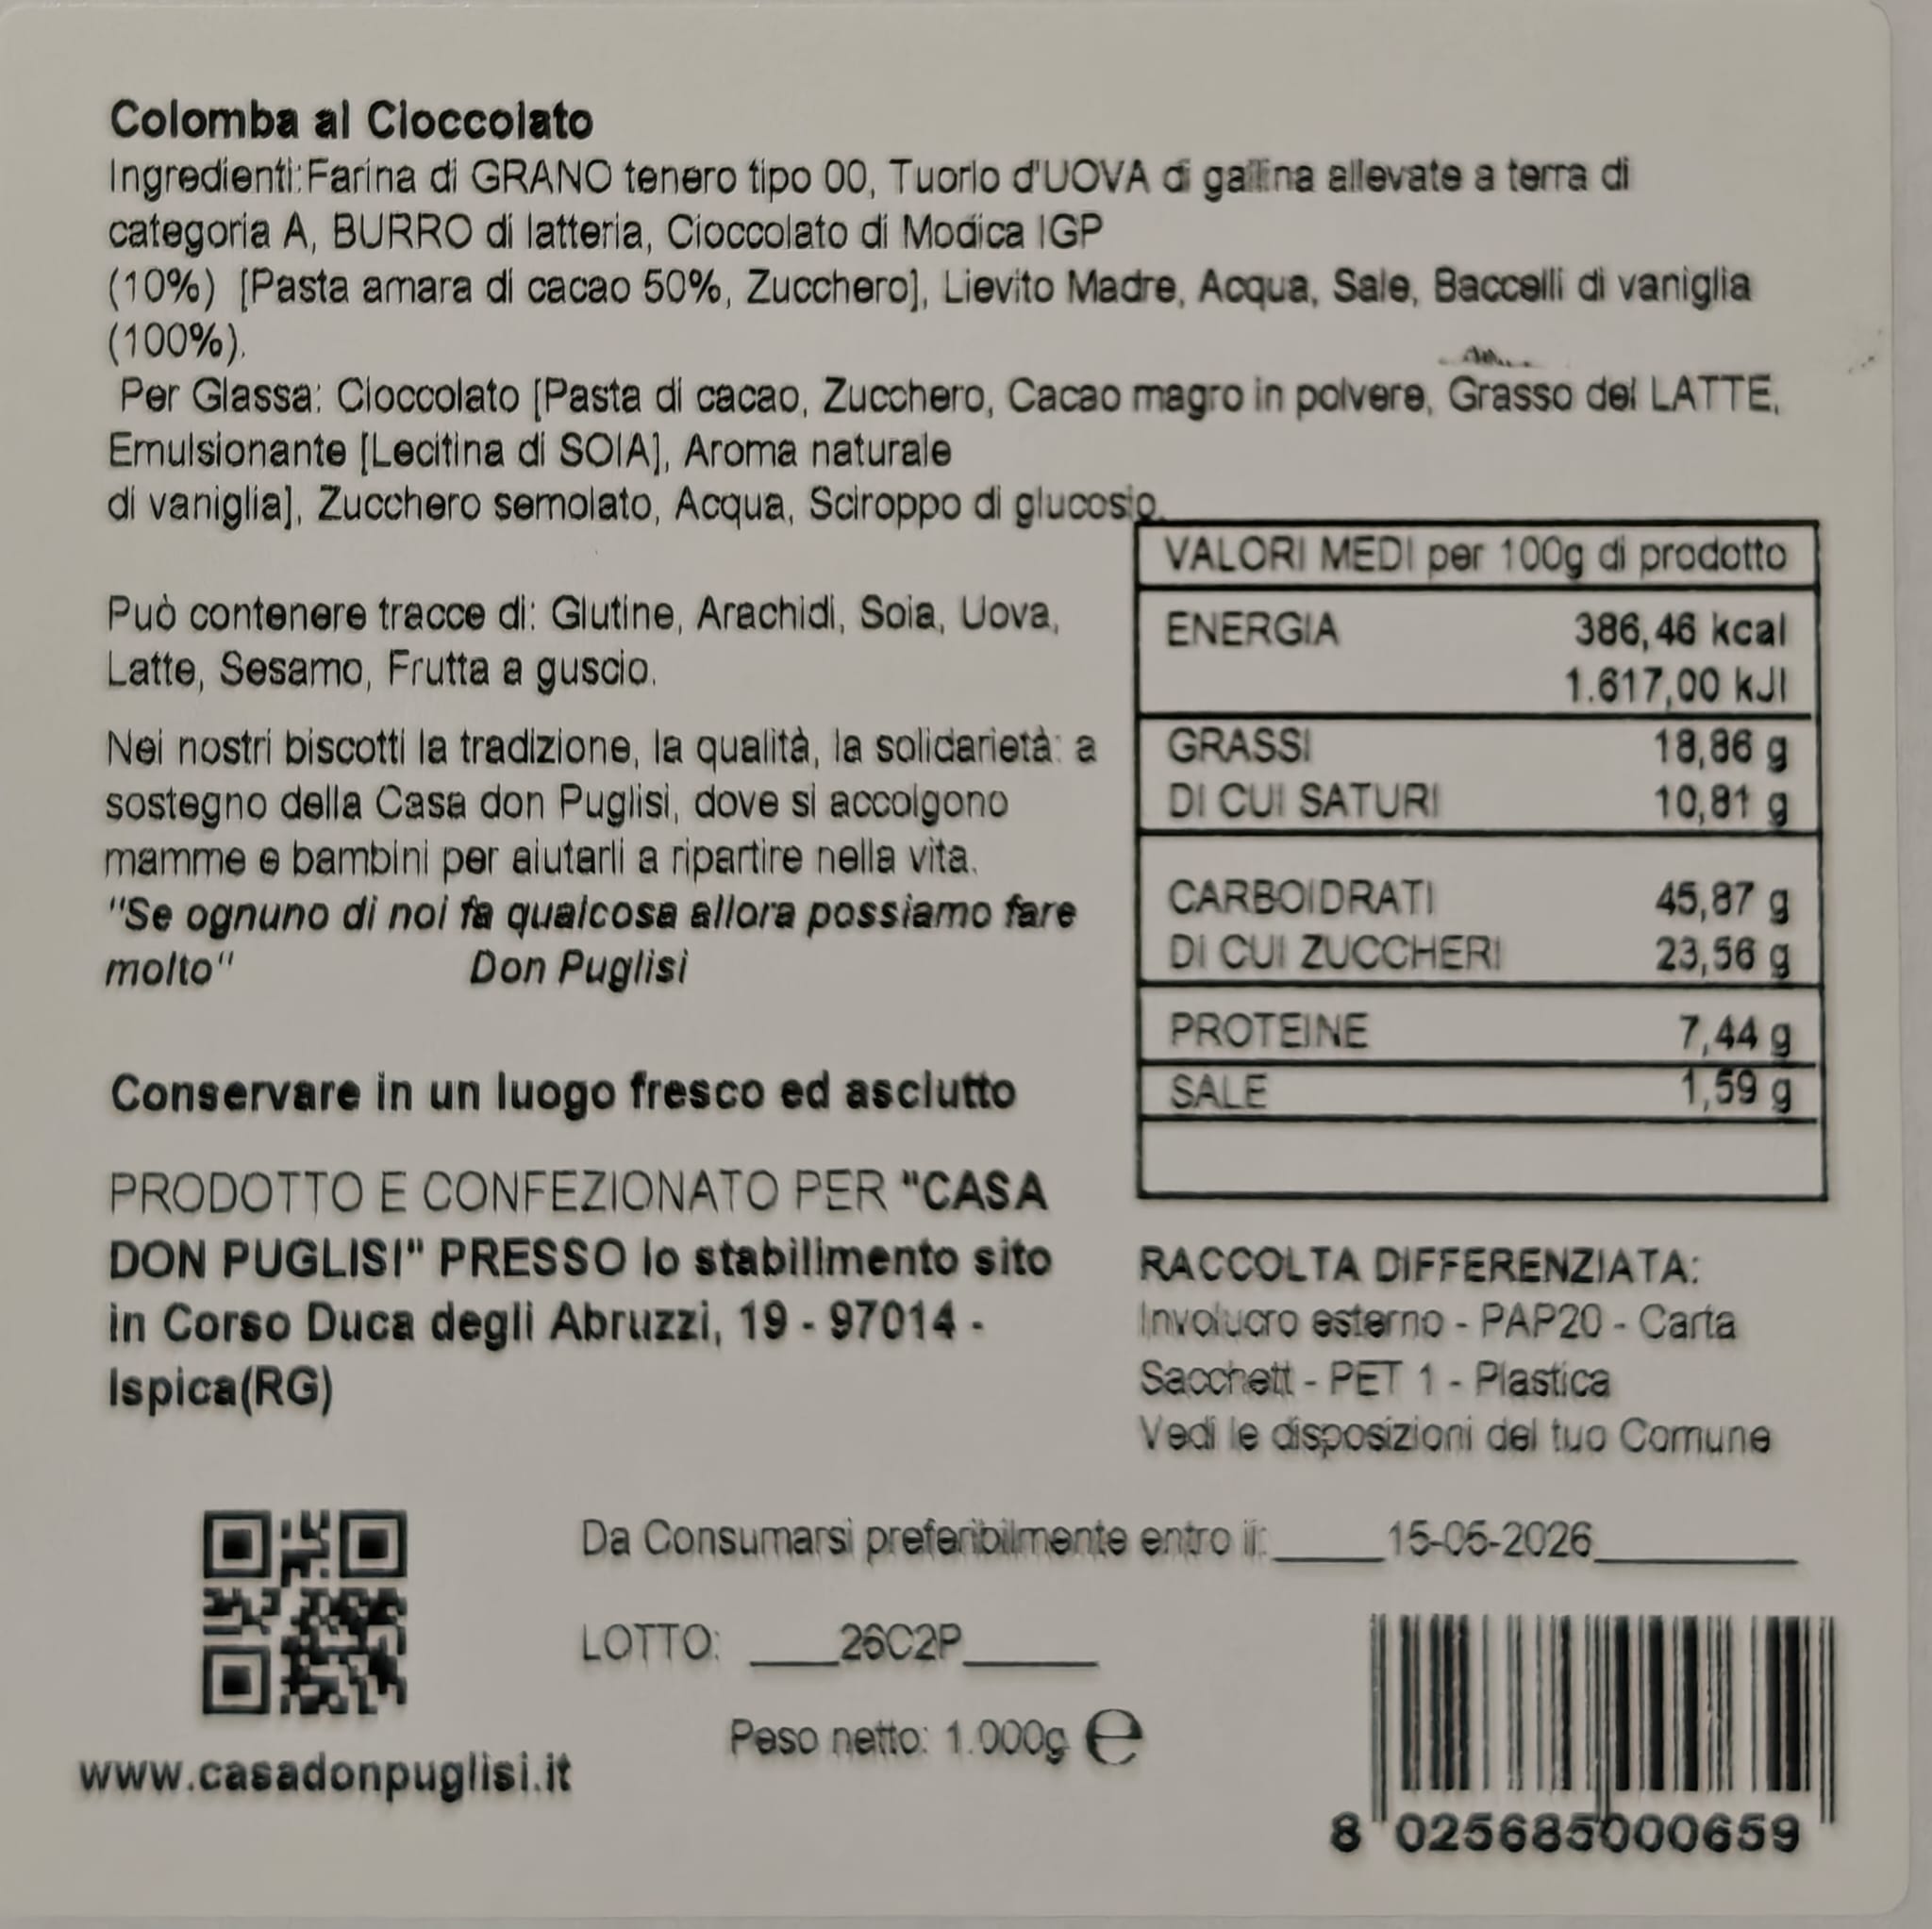 Colomba al Cioccolato
Ingredienti:Farina di GRANO tenero tipo 00, Tuorlo d'UOVA di gallina allevate a terra di
categoria A, BURRO di latteria, Cioccolato di Modica IGP
(10%) [Pasta amara di cacao 50%, Zucchero], Lievito Madre, Acqua, Sale, Baccelli di vaniglia
(100%).
Per Glassa: Cioccolato [Pasta di cacao, Zucchero, Cacao magro in polvere, Grasso del LATTE,
Emulsionante [Lecitina di SOIA], Aroma naturale
di vaniglia], Zucchero semolato, Acqua, Sciroppo di glucosio.
Può contenere tracce di: Glutine, Arachidi, Soia, Uova,
Latte, Sesamo, Frutta a guscio.
Nei nostri biscotti la tradizione, la qualità, la solidarietà: a
sostegno della Casa don Puglisi, dove si accolgono
mamme e bambini per aiutarli a ripartire nella vita.
"Se ognuno di noi fa qualcosa allora possiamo fare
molto" Don Puglisi
Conservare in un luogo fresco ed asciutto
PRODOTTO E CONFEZIONATO PER "CASA
DON PUGLISI" PRESSO lo stabilimento sito
in Corso Duca degli Abruzzi, 19 - 97014 -
Ispica(RG)
VALORI MEDI per 100g di prodotto
ENERGIA 386,46 kcal
1.617,00 kJl
GRASSI 18,86 g
DI CUI SATURI 10,81 g
CARBOIDRATI 45,87 g
DI CUI ZUCCHERI 23,56 g
PROTEINE 7,44 g
SALE 1,59 g
RACCOLTA DIFFERENZIATA:
Involucro esterno - PAP20 - Carta
Sacchett - PET 1 - Plastica
Vedi le disposizioni del tuo Comune
Da Consumarsi preferibilmente entro il:_____15-05-2026_________
LOTTO: ____26C2P______
Peso netto: 1.000g e
www.casadonpuglisi.it
8 025685000659